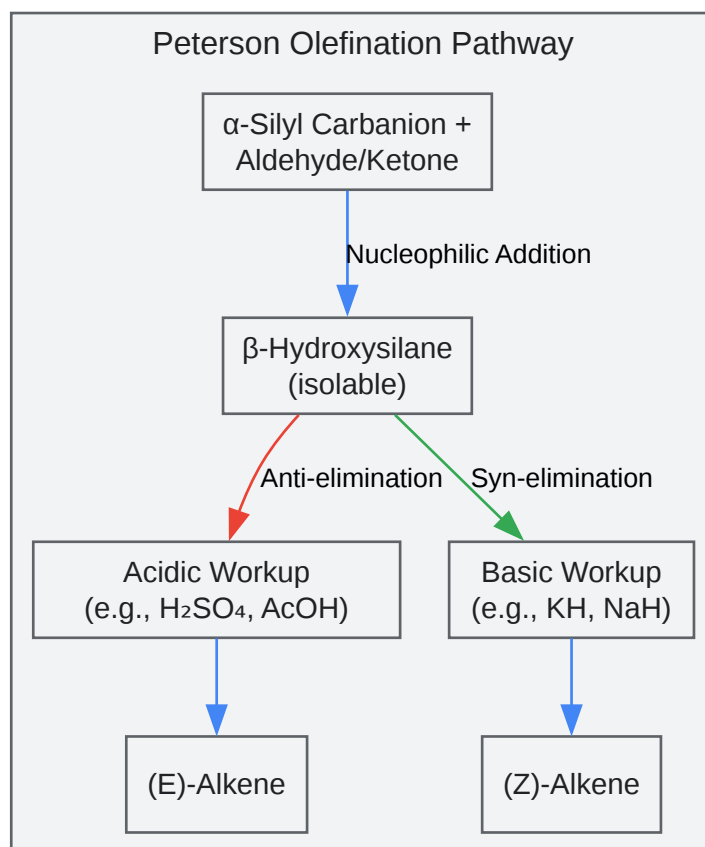 Peterson Olefination Pathway
α-Silyl Carbanion +
Aldehyde/Ketone
Nucleophilic Addition
β-Hydroxysilane
(isolable)
Anti-elimination
Syn-elimination
Acidic Workup
(e.g., H₂SO₄, AcOH)
Basic Workup
(e.g., KH, NaH)
(E)-Alkene
(Z)-Alkene